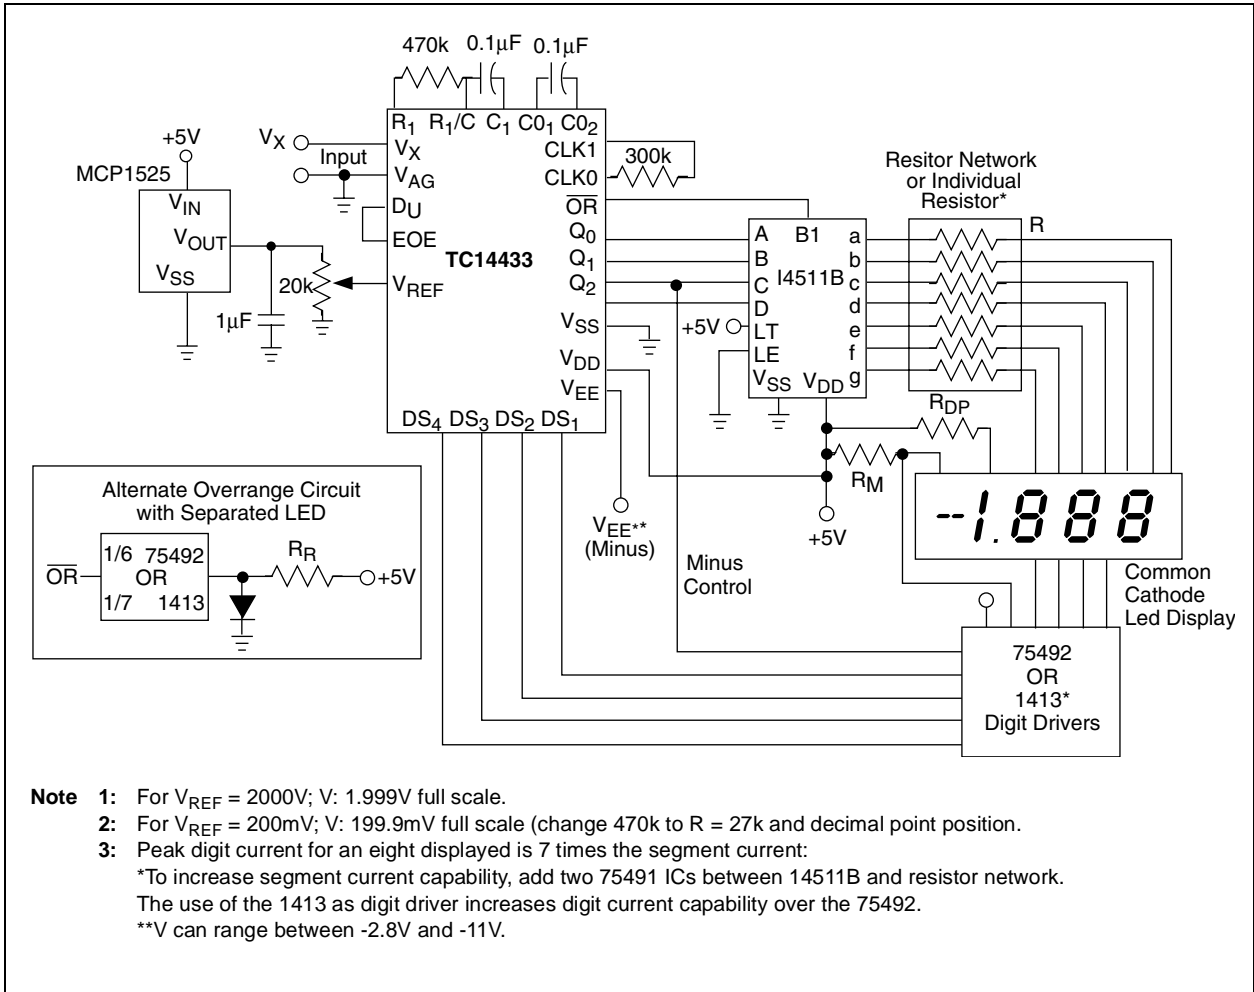 470k 0.1μF 0.1μF
R1 R1/C C1 C01 C02
VX VX
Input
VAG
DU
EOE
VREF
TC14433
CLK1
CLK0
300k
OR
Q0
Q1
Q2
VSS
VDD
VEE
DS4 DS3 DS2 DS1
+5V
MCP1525
VIN
VOUT
VSS
20k
1μF
Resitor Network
or Individual
Resistor*
R
A B1 a
B b
C I4511B c
D d
+5V LT e
LE f
VSS VDD g
RDP
RM
+5V
VEE**
(Minus)
Minus
Control
-1.888
Common
Cathode
Led Display
75492
OR
1413*
Digit Drivers
Alternate Overrange Circuit
with Separated LED
OR
1/6 75492
OR
1/7 1413
RR
+5V
Note 1: For VREF = 2000V; V: 1.999V full scale.
2: For VREF = 200mV; V: 199.9mV full scale (change 470k to R = 27k and decimal point position.
3: Peak digit current for an eight displayed is 7 times the segment current:
*To increase segment current capability, add two 75491 ICs between 14511B and resistor network.
The use of the 1413 as digit driver increases digit current capability over the 75492.
**V can range between -2.8V and -11V.